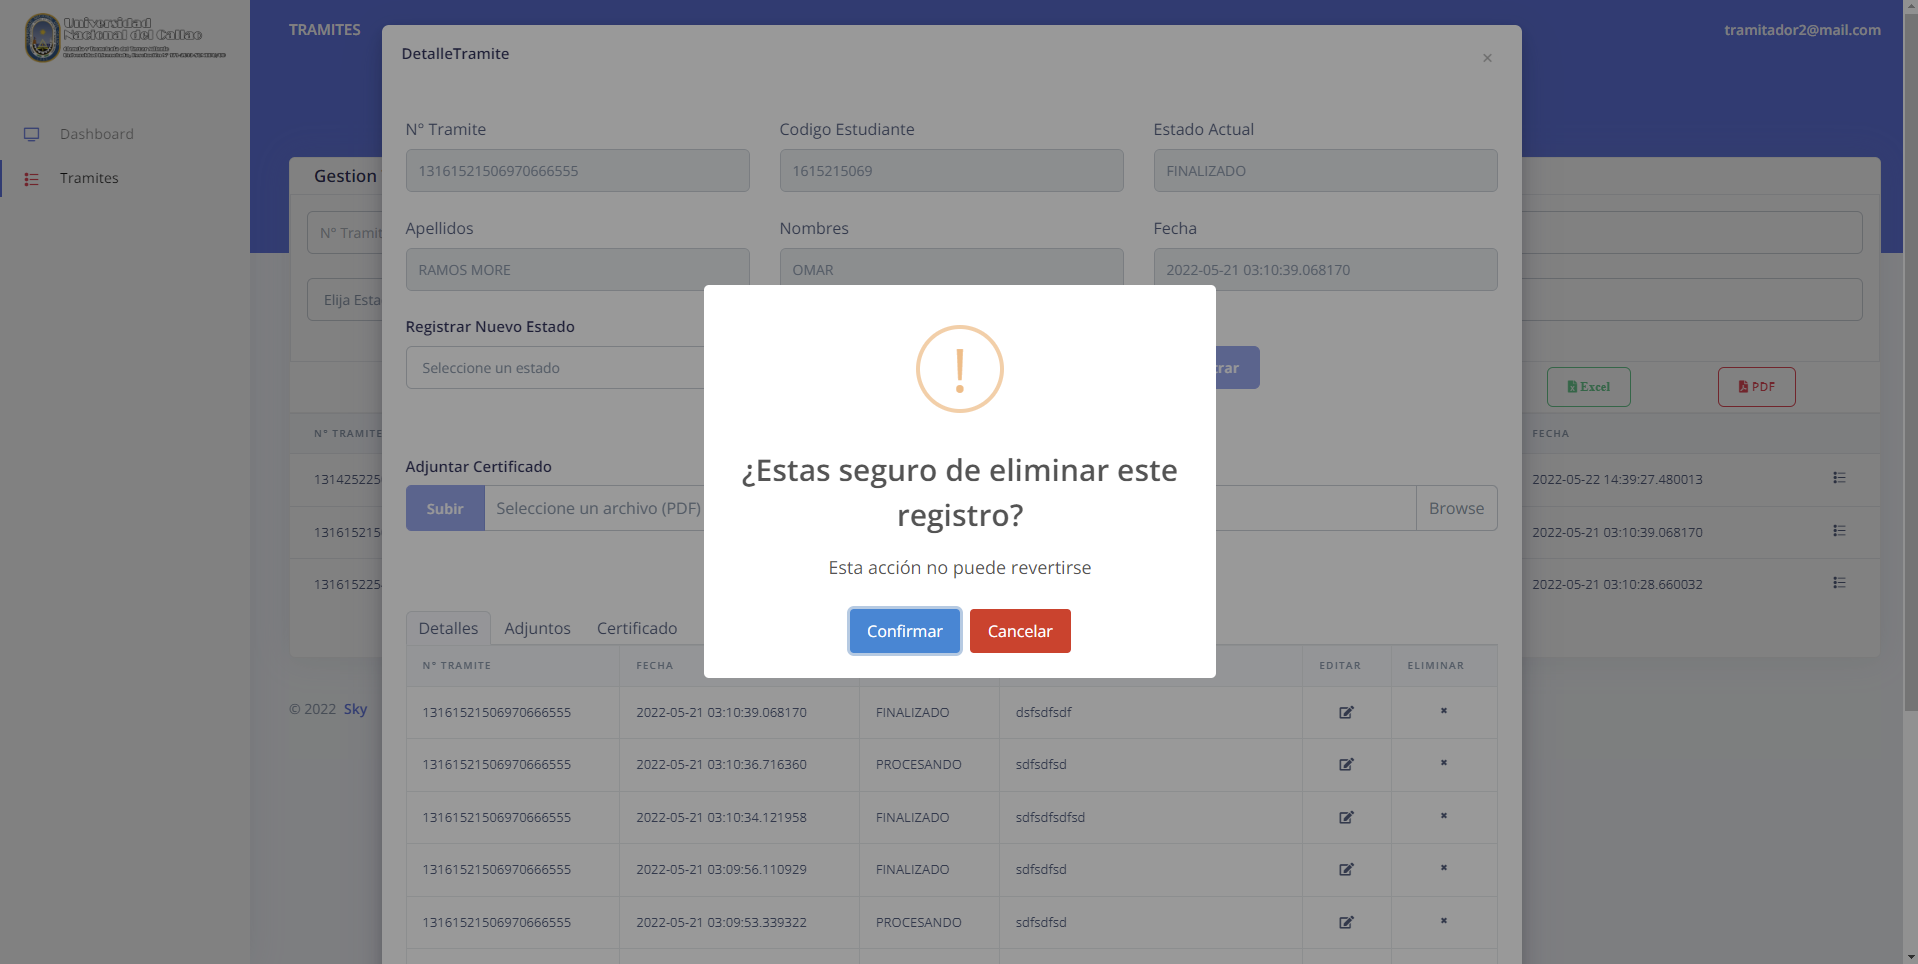 Universidad
Nacional del Callao
TRAMITES
tramitador2@mail.com
Dashboard
Tramites
DetalleTramite
×
N° Tramite
Codigo Estudiante
Estado Actual
13161521506970666555
1615215069
FINALIZADO
Apellidos
Nombres
Fecha
RAMOS MORE
OMAR
2022-05-21 03:10:39.068170
Gestion
N° Tramit
Elija Esta
Registrar Nuevo Estado
Seleccione un estado
trar
Excel
PDF
N° TRAMITE
FECHA
1314252250
2022-05-22 14:39:27.480013
131615215
2022-05-21 03:10:39.068170
131615225
2022-05-21 03:10:28.660032
Adjuntar Certificado
Subir
Seleccione un archivo (PDF)
Browse
¿Estas seguro de eliminar este
registro?
Esta acción no puede revertirse
Confirmar
Cancelar
Detalles
Adjuntos
Certificado
N° TRAMITE
FECHA
EDITAR
ELIMINAR
13161521506970666555
2022-05-21 03:10:39.068170
FINALIZADO
dsfsdfsdf
13161521506970666555
2022-05-21 03:10:36.716360
PROCESANDO
sdfsdfsd
13161521506970666555
2022-05-21 03:10:34.121958
FINALIZADO
sdfsdfsdfsd
13161521506970666555
2022-05-21 03:09:56.110929
FINALIZADO
sdfsdfsd
13161521506970666555
2022-05-21 03:09:53.339322
PROCESANDO
sdfsdfsd
© 2022 Sky